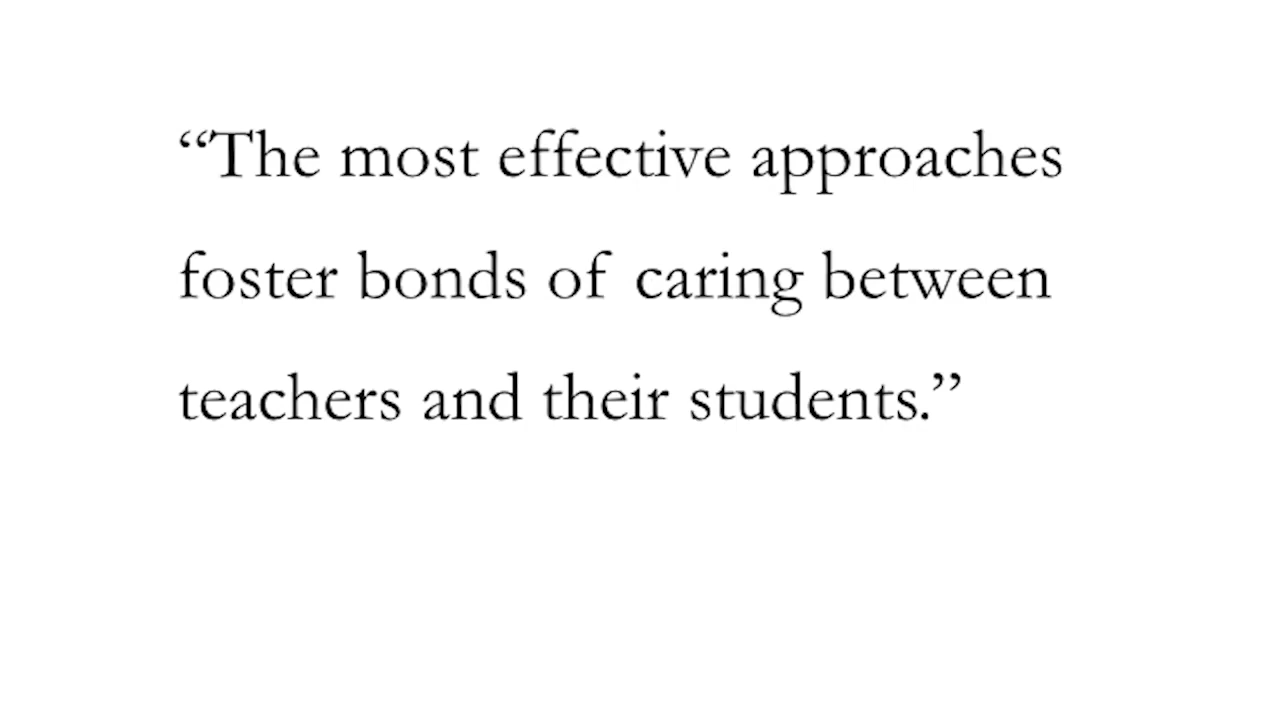 “The most effective approaches
foster bonds of caring between
teachers and their students.”